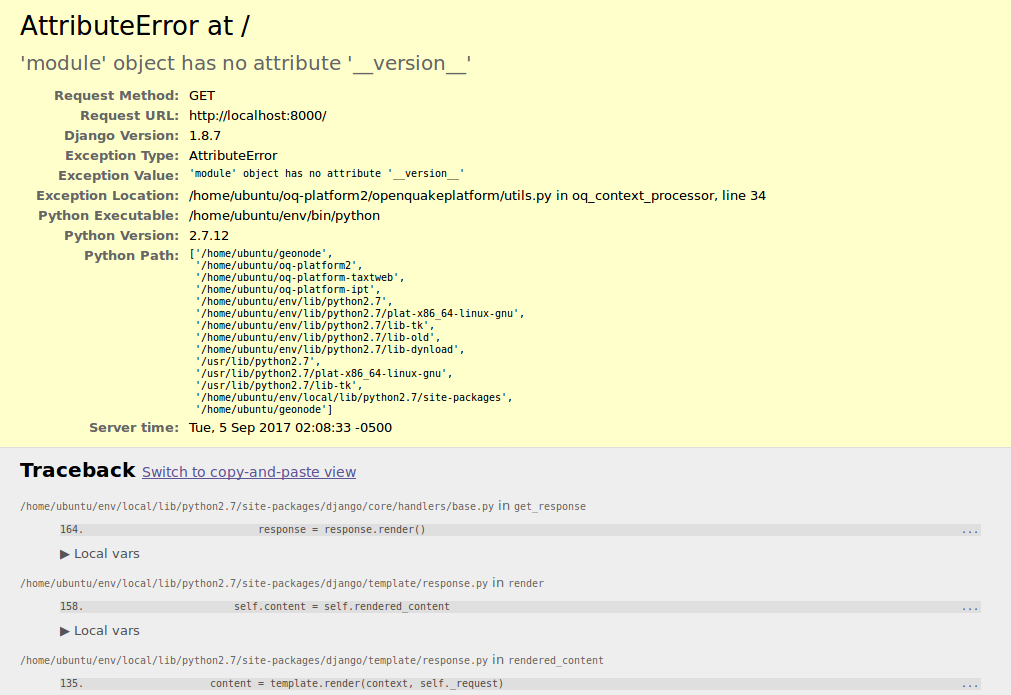 AttributeError at /
'module' object has no attribute '__version__'
Request Method: GET
Request URL: http://localhost:8000/
Django Version: 1.8.7
Exception Type: AttributeError
Exception Value: 'module' object has no attribute '__version__'
Exception Location: /home/ubuntu/oq-platform2/openquakeplatform/utils.py in oq_context_processor, line 34
Python Executable: /home/ubuntu/env/bin/python
Python Version: 2.7.12
Python Path: ['/home/ubuntu/geonode',
'/home/ubuntu/oq-platform2',
'/home/ubuntu/oq-platform-taxtweb',
'/home/ubuntu/oq-platform-ipt',
'/home/ubuntu/env/lib/python2.7',
'/home/ubuntu/env/lib/python2.7/plat-x86_64-linux-gnu',
'/home/ubuntu/env/lib/python2.7/lib-tk',
'/home/ubuntu/env/lib/python2.7/lib-old',
'/home/ubuntu/env/lib/python2.7/lib-dynload',
'/usr/lib/python2.7',
'/usr/lib/python2.7/plat-x86_64-linux-gnu',
'/usr/lib/python2.7/lib-tk',
'/home/ubuntu/env/local/lib/python2.7/site-packages',
'/home/ubuntu/geonode']
Server time: Tue, 5 Sep 2017 02:08:33 -0500
Traceback Switch to copy-and-paste view
/home/ubuntu/env/local/lib/python2.7/site-packages/django/core/handlers/base.py in get_response
164. response = response.render() ...
▶ Local vars
/home/ubuntu/env/local/lib/python2.7/site-packages/django/template/response.py in render
158. self.content = self.rendered_content ...
▶ Local vars
/home/ubuntu/env/local/lib/python2.7/site-packages/django/template/response.py in rendered_content
135. content = template.render(context, self._request) ...